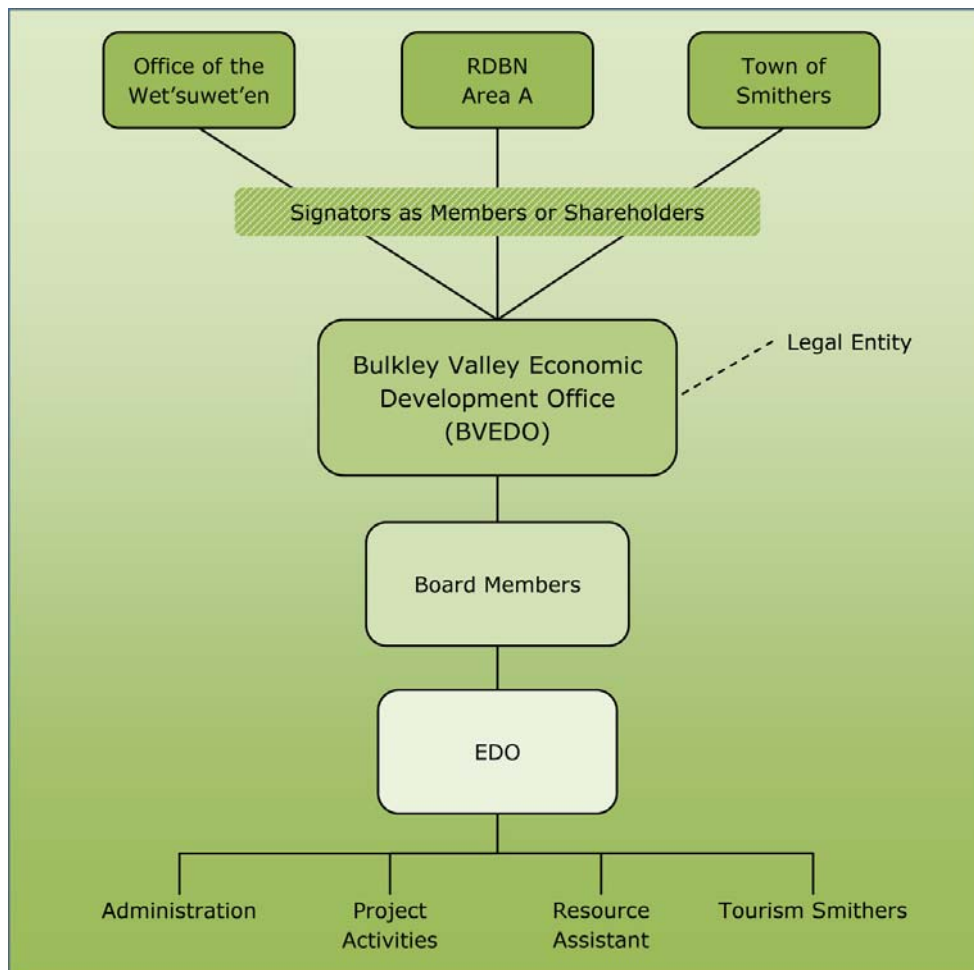 Office of the
Wet'suwet'en
RDBN
Area A
Town of
Smithers
Signators as Members or Shareholders
Bulkley Valley Economic
Development Office
(BVEDO)
Legal Entity
Board Members
EDO
Administration
Project
Activities
Resource
Assistant
Tourism Smithers